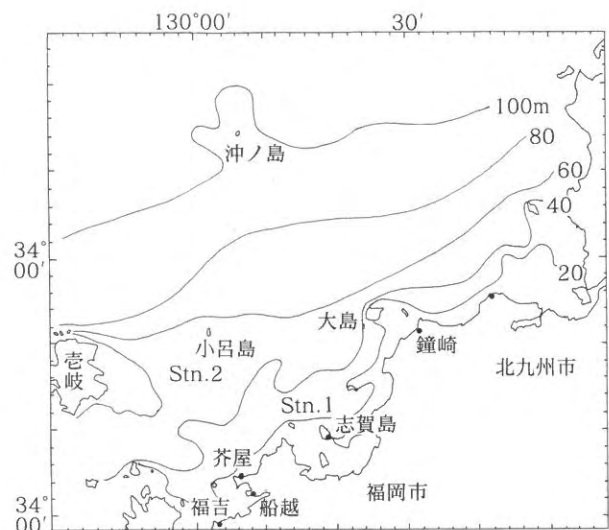 130°00′
30′
100m
80
60
40
20
沖ノ島
34°
00′
大島
小呂島
鐘崎
壱岐
Stn.2
北九州市
Stn.1
志賀島
芥屋
福岡市
福吉
船越
34°
00′